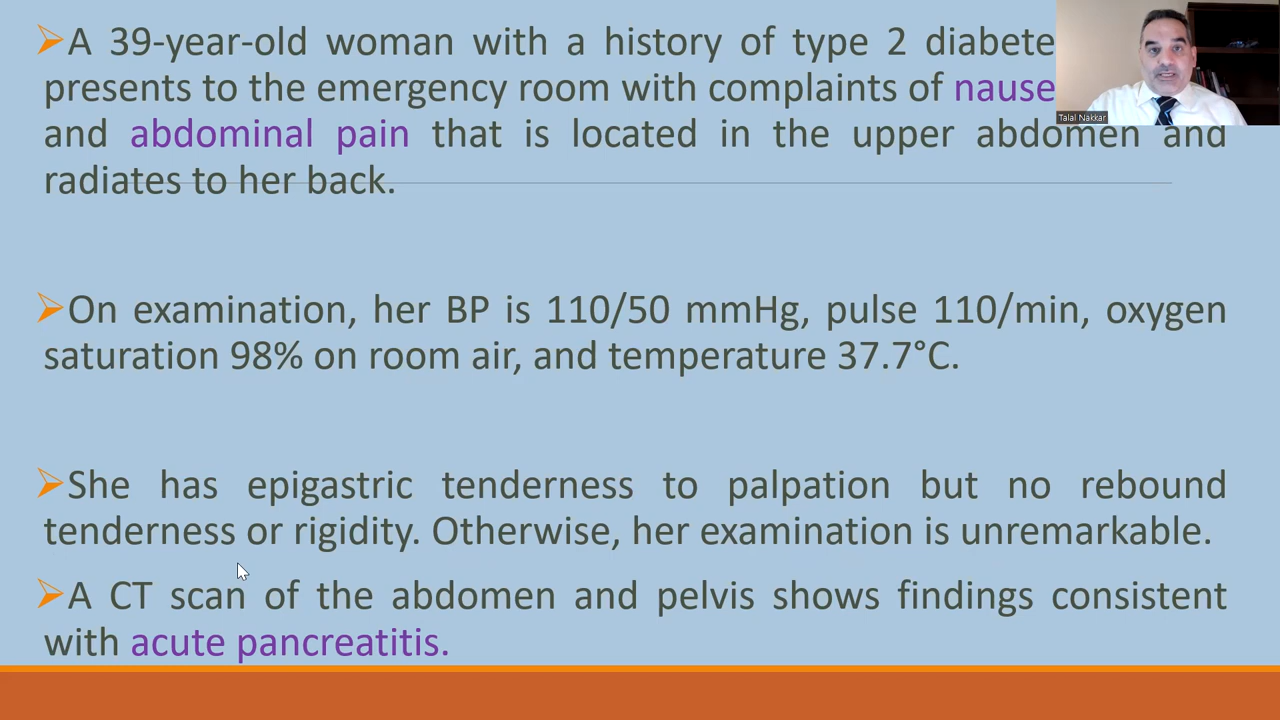 A 39-year-old woman with a history of type 2 diabete
presents to the emergency room with complaints of nause
and abdominal pain that is located in the upper abdomen and
radiates to her back.
On examination, her BP is 110/50 mmHg, pulse 110/min, oxygen
saturation 98% on room air, and temperature 37.7°C.
She has epigastric tenderness to palpation but no rebound
tenderness or rigidity. Otherwise, her examination is unremarkable.
A CT scan of the abdomen and pelvis shows findings consistent
with acute pancreatitis.
Talal Nakkar